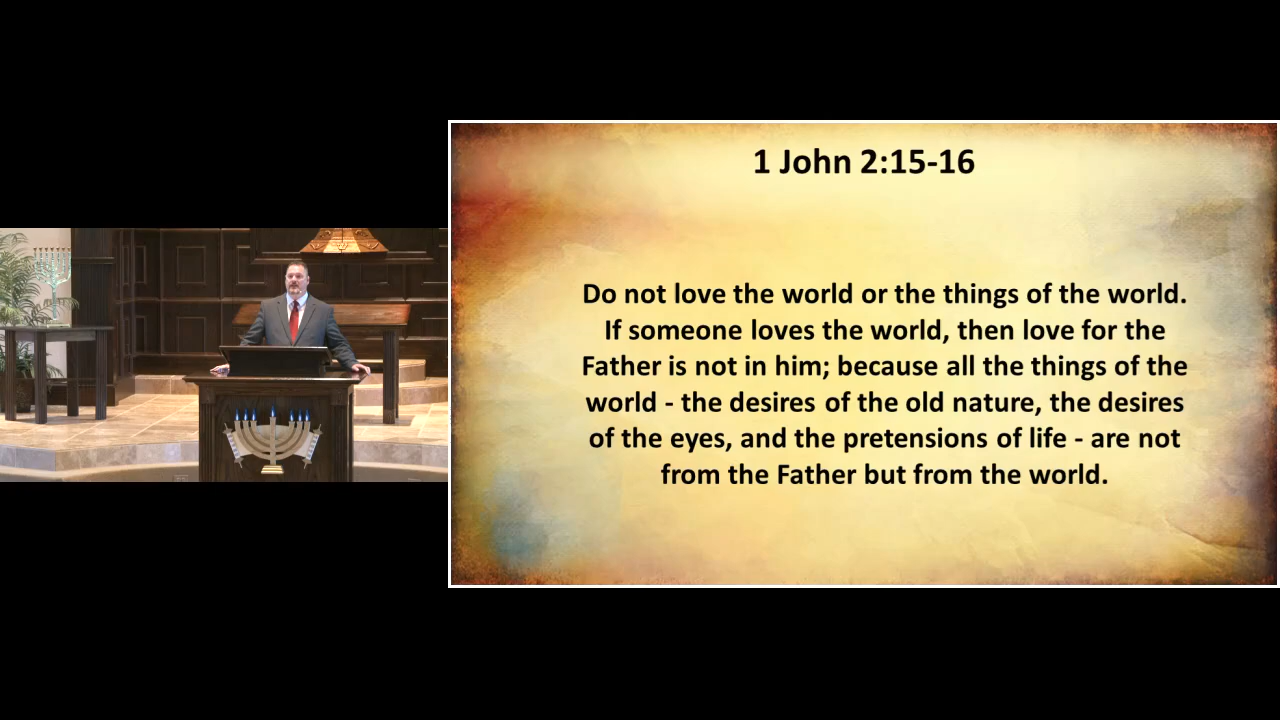 1 John 2:15-16
Do not love the world or the things of the world.
If someone loves the world, then love for the
Father is not in him; because all the things of the
world - the desires of the old nature, the desires
of the eyes, and the pretensions of life - are not
from the Father but from the world.